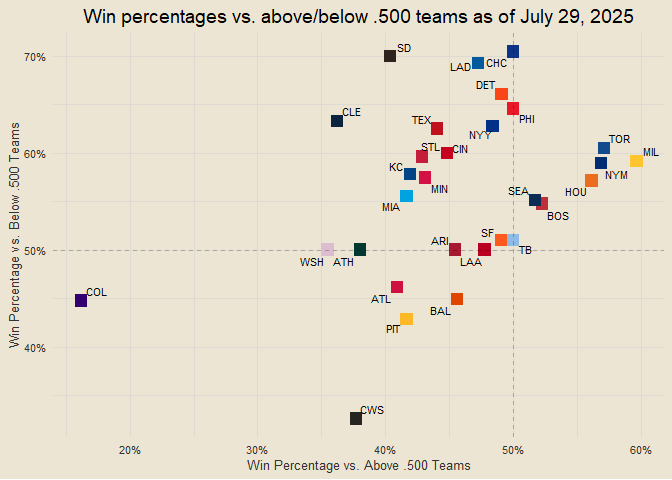 Win percentages vs. above/below .500 teams as of July 29, 2025
70%
SD
LAD
CHC
DET
CLE
PHI
TEX
NYY
TOR
60%
STL
CIN
MIL
KC
NYM
MIN
HOU
SEA
MIA
BOS
SF
ARI
50%
TB
WSH
ATH
LAA
COL
ATL
BAL
PIT
40%
CWS
20%
30%
40%
50%
60%
Win Percentage vs. Above .500 Teams
Win Percentage vs. Below .500 Teams